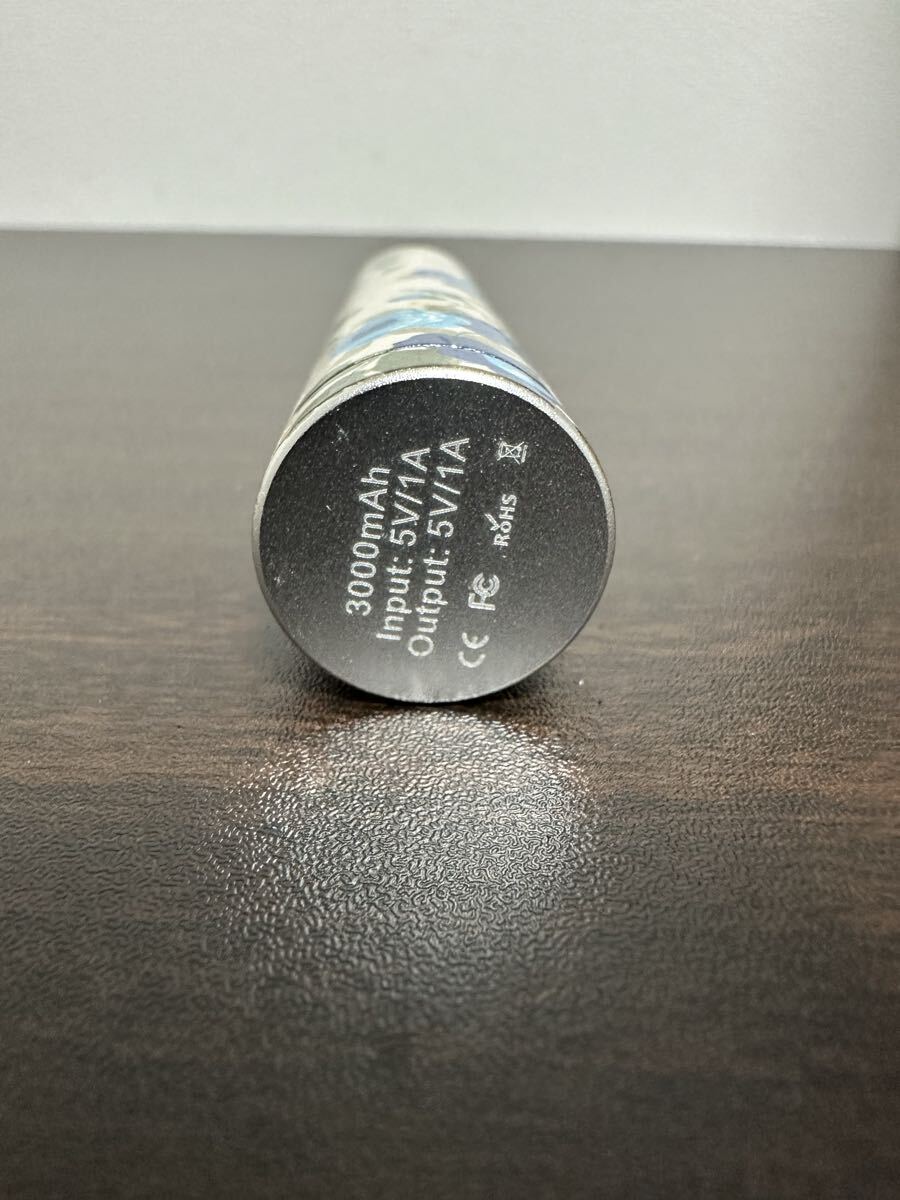 3000mAh
Input: 5V/1A
Output: 5V/1A
CE FC RoHS